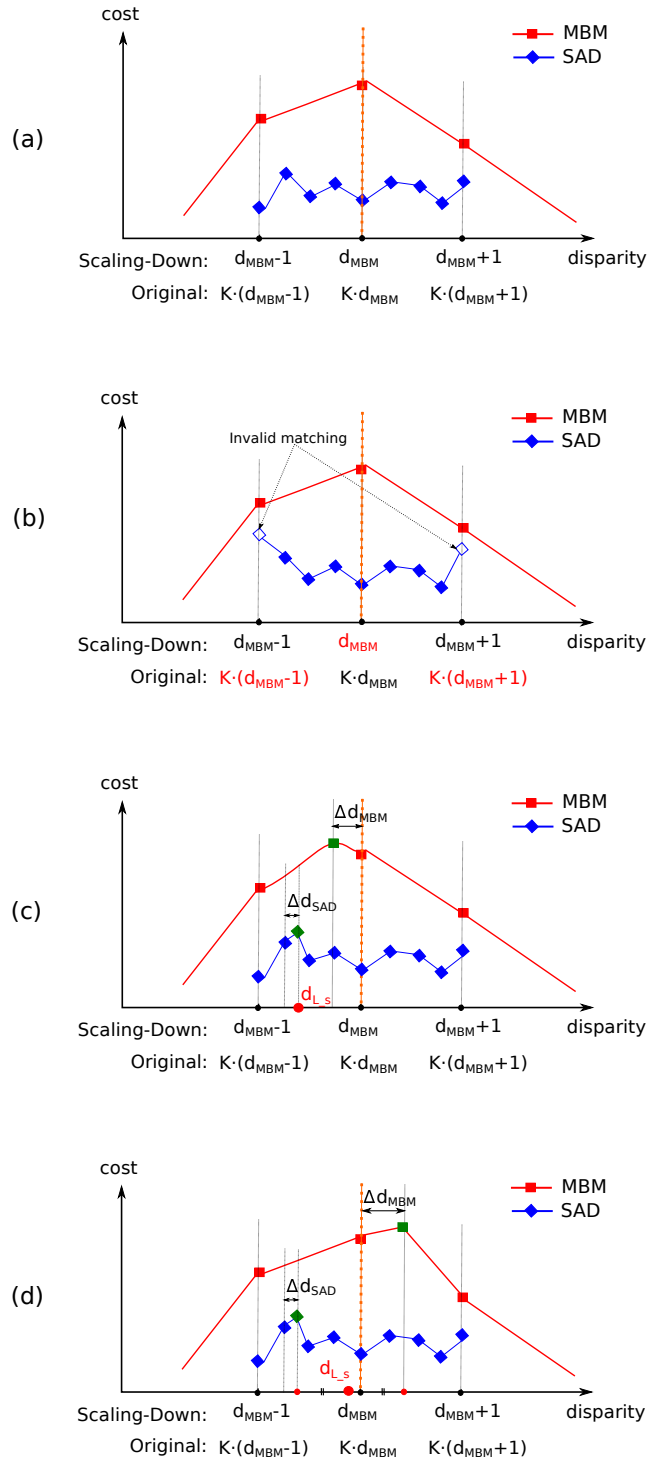 cost
MBM
SAD
(a)
Scaling-Down: d_MBM-1 d_MBM d_MBM+1 disparity
Original: K·(d_MBM-1) K·d_MBM K·(d_MBM+1)
cost
MBM
SAD
Invalid matching
(b)
Scaling-Down: d_MBM-1 d_MBM d_MBM+1 disparity
Original: K·(d_MBM-1) K·d_MBM K·(d_MBM+1)
cost
MBM
SAD
Δd_MBM
(c)
Δd_SAD
d_L_s
Scaling-Down: d_MBM-1 d_MBM d_MBM+1 disparity
Original: K·(d_MBM-1) K·d_MBM K·(d_MBM+1)
cost
MBM
SAD
Δd_MBM
(d)
Δd_SAD
d_L_s
Scaling-Down: d_MBM-1 d_MBM d_MBM+1 disparity
Original: K·(d_MBM-1) K·d_MBM K·(d_MBM+1)